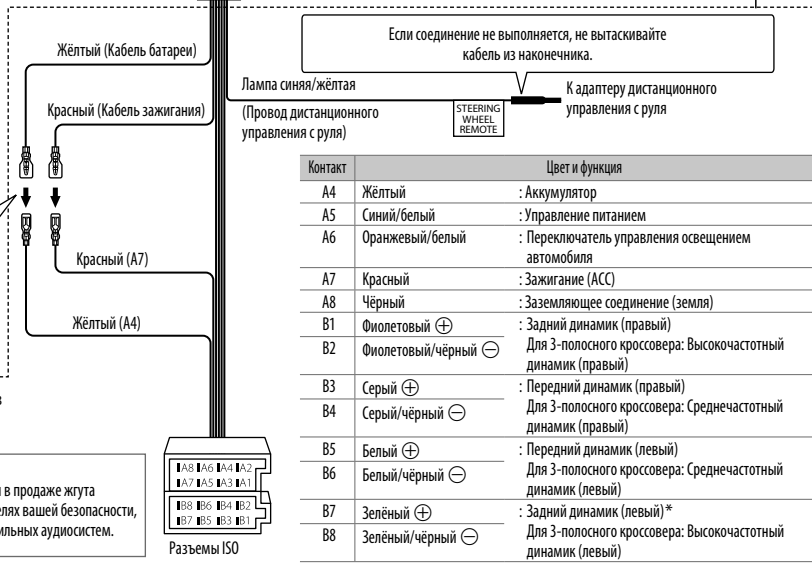 Если соединение не выполняется, не вытаскивайте
кабель из наконечника.
Жёлтый (Кабель батареи)
Лампа синяя/жёлтая
(Провод дистанционного
управления с руля)
STEERING
WHEEL
REMOTE
К адаптеру дистанционного
управления с руля
Красный (Кабель зажигания)
Красный (A7)
Жёлтый (A4)
Контакт Цвет и функция
A4 Жёлтый : Аккумулятор
A5 Синий/белый : Управление питанием
A6 Оранжевый/белый : Переключатель управления освещением
автомобиля
A7 Красный : Зажигание (ACC)
A8 Чёрный : Заземляющее соединение (земля)
B1 Фиолетовый ⊕ : Задний динамик (правый)
B2 Фиолетовый/чёрный ⊖ Для 3-полосного кроссовера: Высокочастотный
динамик (правый)
B3 Серый ⊕ : Передний динамик (правый)
B4 Серый/чёрный ⊖ Для 3-полосного кроссовера: Среднечастотный
динамик (правый)
B5 Белый ⊕ : Передний динамик (левый)
B6 Белый/чёрный ⊖ Для 3-полосного кроссовера: Среднечастотный
динамик (левый)
B7 Зелёный ⊕ : Задний динамик (левый)*
B8 Зелёный/чёрный ⊖ Для 3-полосного кроссовера: Высокочастотный
динамик (левый)
в продаже жгута
вашей безопасности,
аудиосистем.
A8 A6 A4 A2
A7 A5 A3 A1
B8 B6 B4 B2
B7 B5 B3 B1
Разъемы ISO